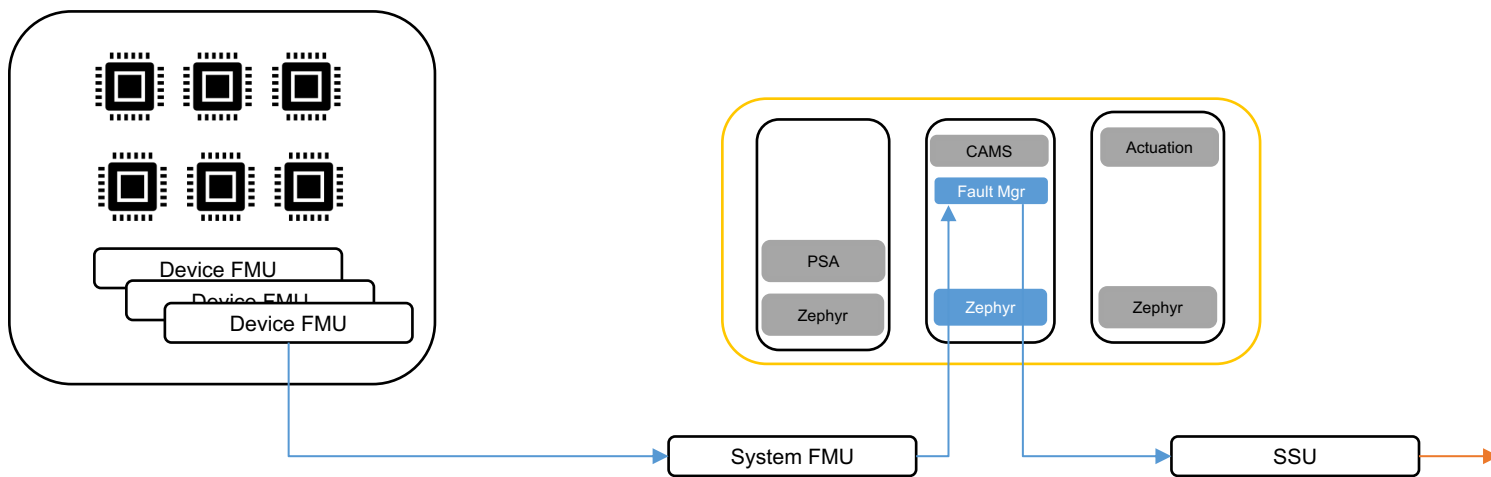 Device FMU
Device FMU
Device FMU
PSA
Zephyr
CAMS
Fault Mgr
Zephyr
Actuation
Zephyr
System FMU
SSU